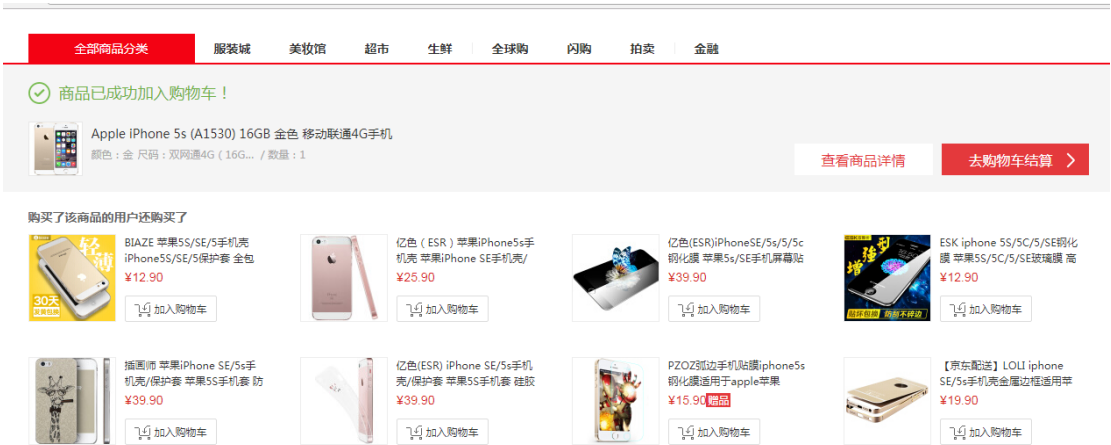 全部商品分类 服装城 美妆馆 超市 生鲜 全球购 闪购 拍卖 金融
商品已成功加入购物车！
Apple iPhone 5s (A1530) 16GB 金色 移动联通4G手机
颜色：金 尺码：双网通4G（16G... / 数量：1
查看商品详情
去购物车结算
购买了该商品的用户还购买了
轻薄
30天
BIAZE 苹果5S/SE/5手机壳
iPhone5S/SE/5保护套 全包
¥12.90
加入购物车
亿色（ESR）苹果iPhone5s手
机壳 苹果iPhone SE手机壳/
¥25.90
加入购物车
亿色(ESR)iPhoneSE/5s/5/5c
钢化膜 苹果5s/SE手机屏幕贴
¥39.90
加入购物车
增强型
贴坏包换 防刮不碎边
ESK iphone 5S/5C/5/SE钢化
膜 苹果5S/5C/5/SE玻璃膜 高
¥12.90
加入购物车
插画师 苹果iPhone SE/5s手
机壳/保护套 苹果5S手机套 防
¥39.90
加入购物车
亿色(ESR) iPhone SE/5s手机
壳/保护套 苹果5S手机套 硅胶
¥39.90
加入购物车
PZOZ弧边手机贴膜iphone5s
钢化膜适用于apple苹果
¥15.90 赠品
加入购物车
【京东配送】LOLI iphone
SE/5s手机壳金属边框适用苹
¥19.90
加入购物车